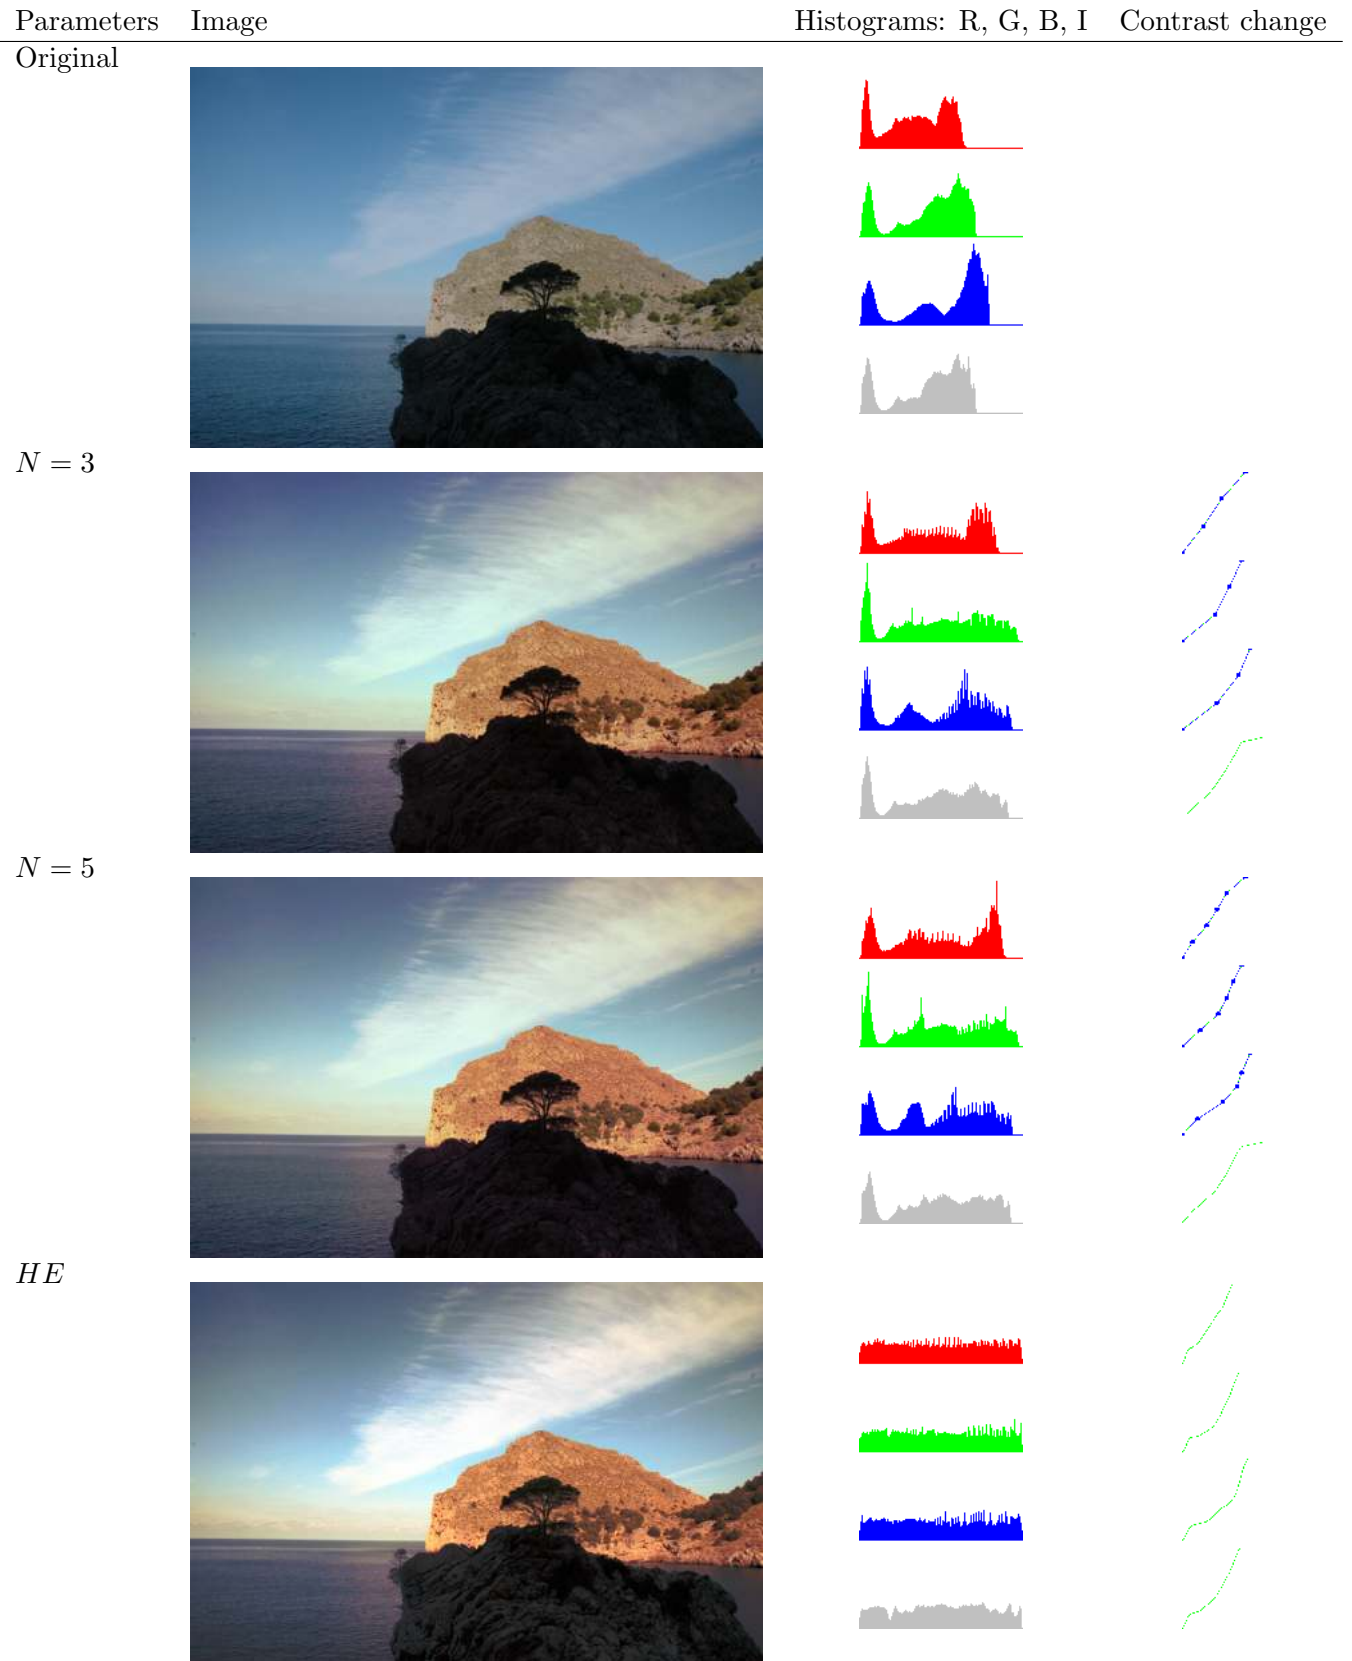 Parameters Image Histograms: R, G, B, I Contrast change
Original
N = 3
N = 5
HE